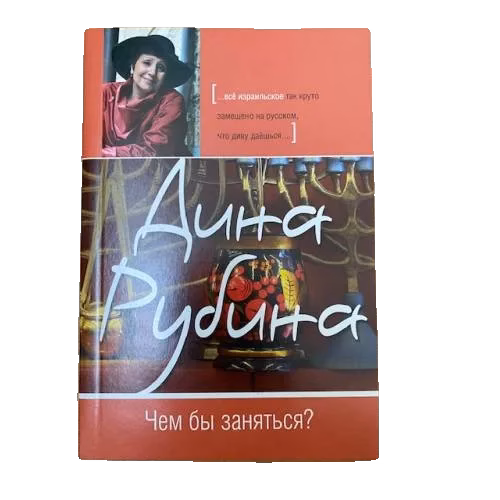 [ ...всё израильское так круто
замешено на русском,
что диву даёшься... ]
Дина
Рубина
Чем бы заняться?